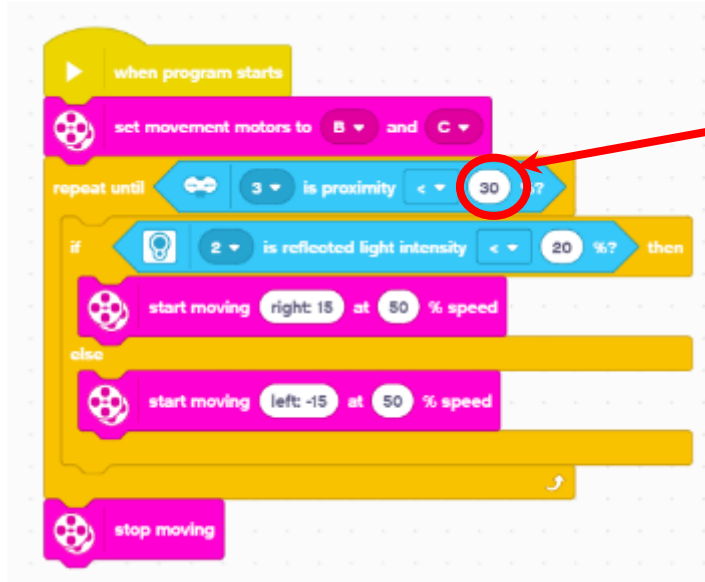 when program starts
set movement motors to B and C
repeat until 3 is proximity < 30 %?
if 2 is reflected light intensity < 20 %? then
start moving right: 15 at 50 % speed
else
start moving left: -15 at 50 % speed
stop moving